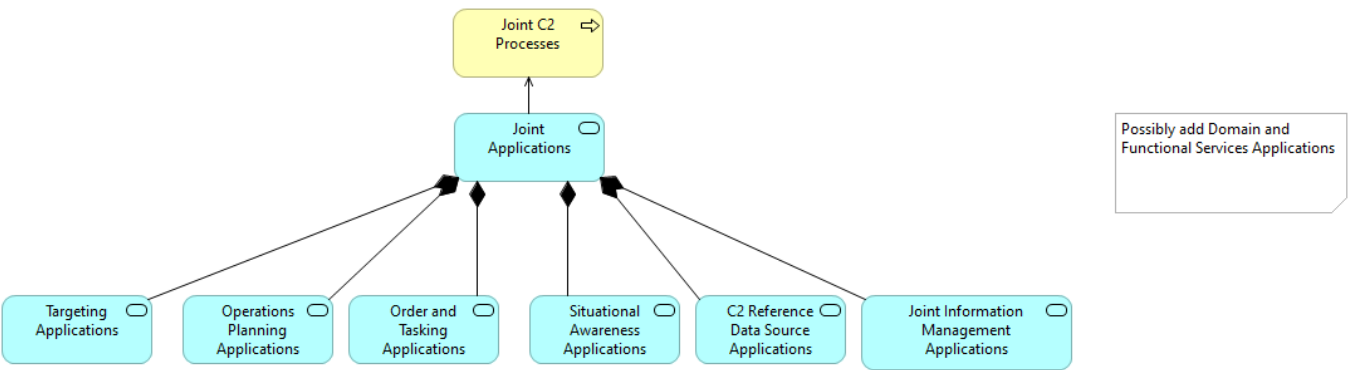 Joint C2
Processes
Joint
Applications
Possibly add Domain and
Functional Services Applications
Targeting
Applications
Operations
Planning
Applications
Order and
Tasking
Applications
Situational
Awareness
Applications
C2 Reference
Data Source
Applications
Joint Information
Management
Applications